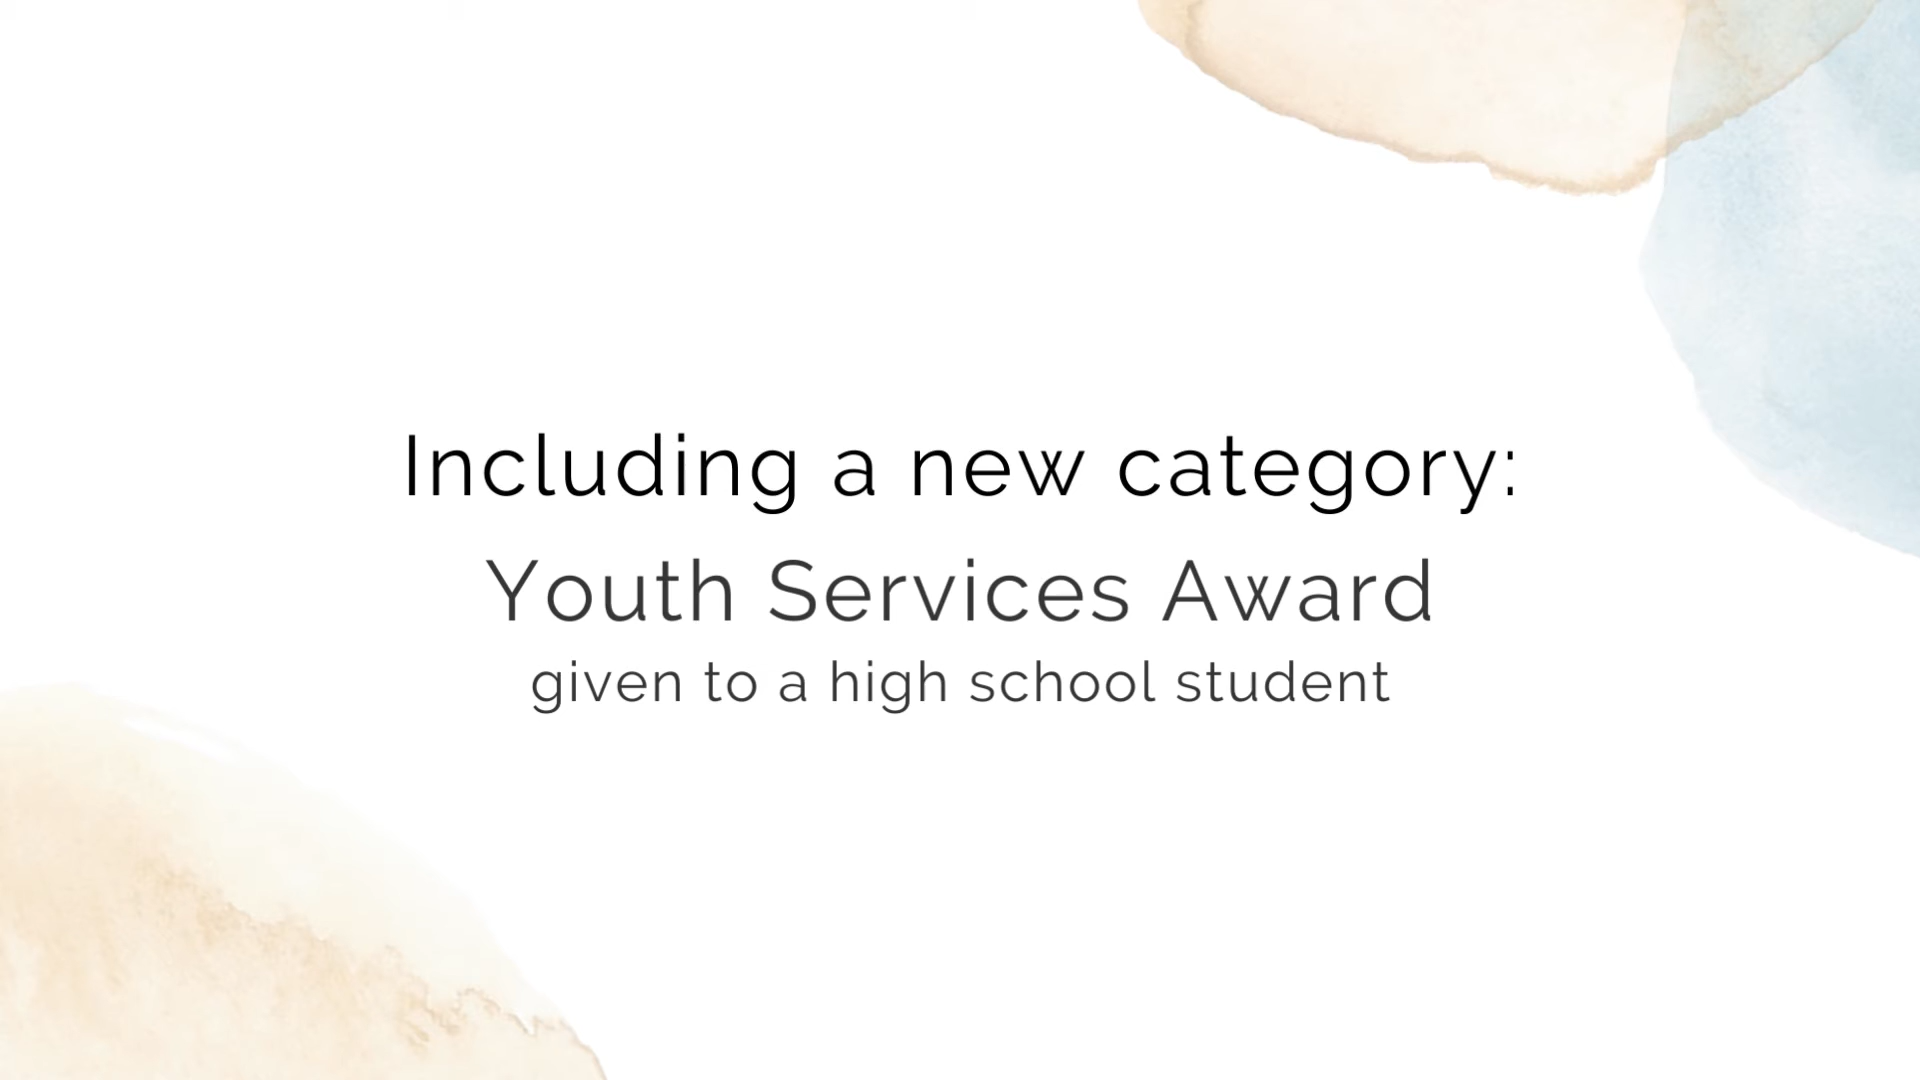 Including a new category:
Youth Services Award
given to a high school student